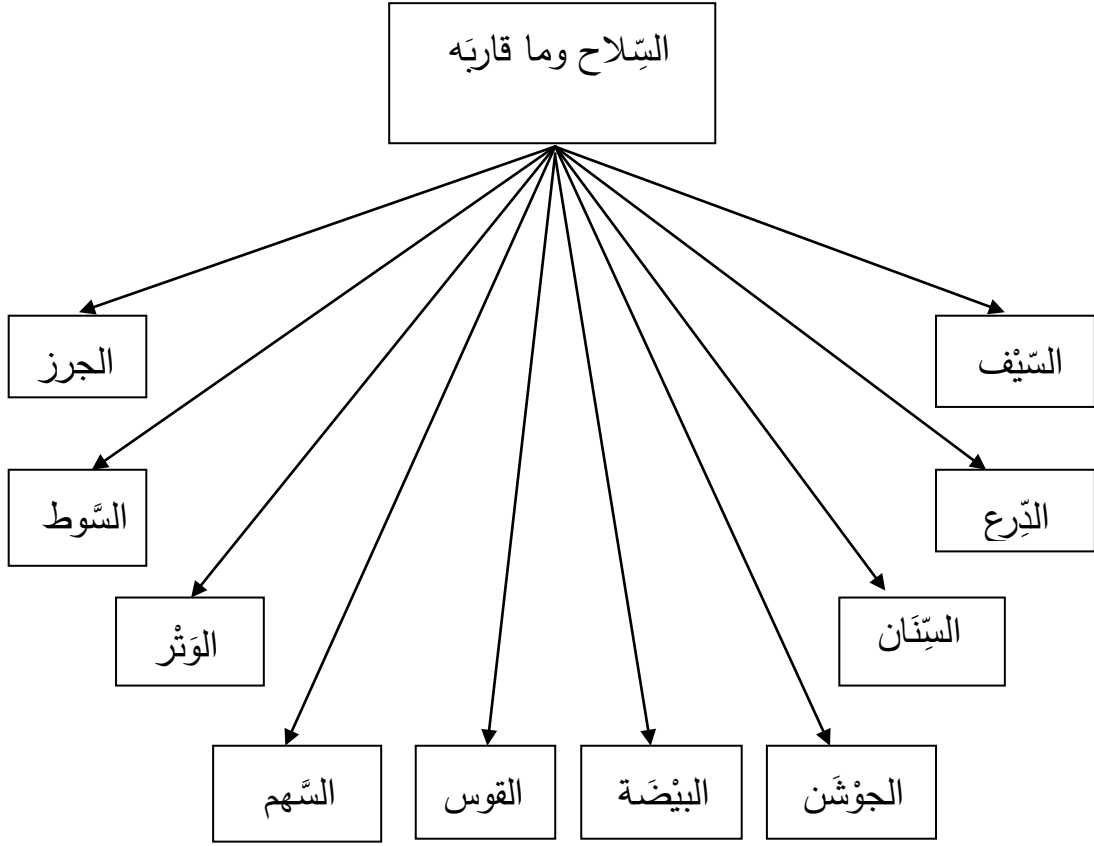 السِّلاح وما قاربَه
السّيْف
الجرز
الدِّرع
السَّوط
السِّنَان
الوَتْر
الجوْشَن
البيْضَة
القوس
السَّهم